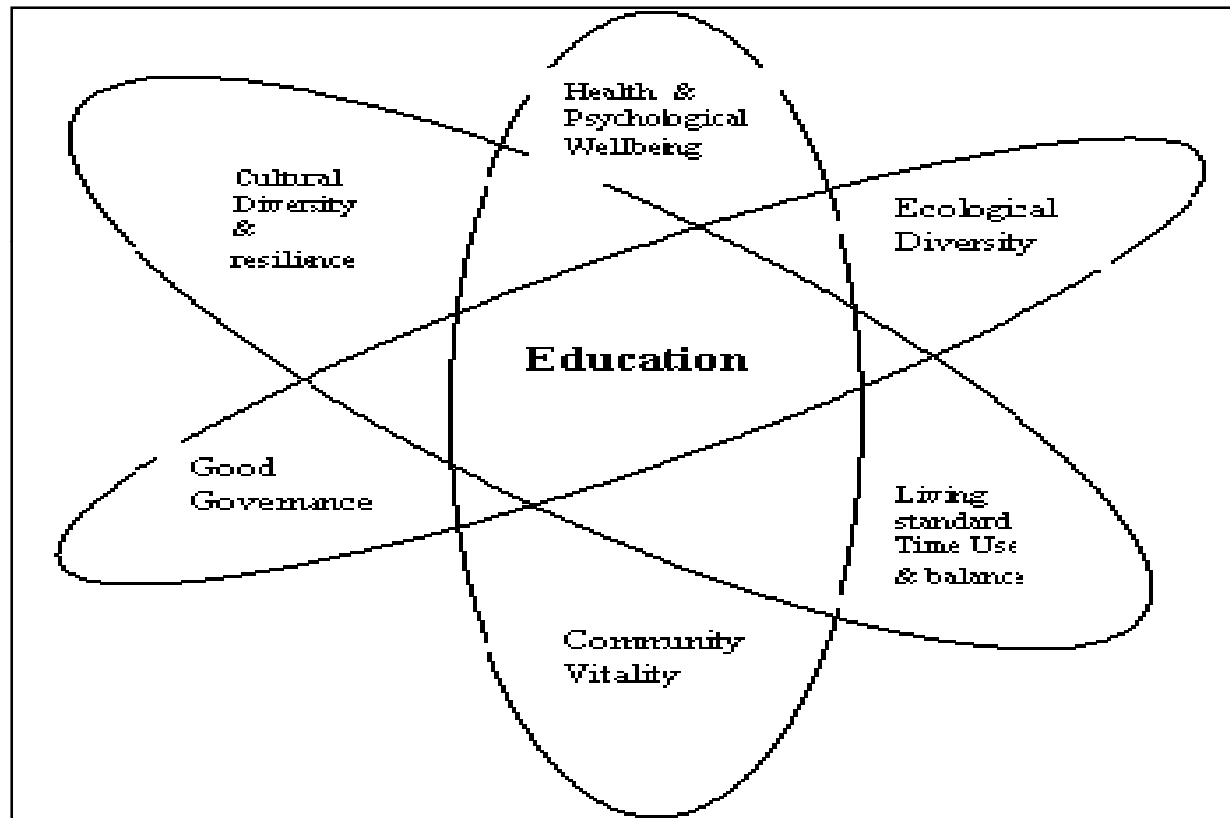 Health &
Psychological
Wellbeing
Cultural
Diversity
&
resilience
Ecological
Diversity
Education
Good
Governance
Living
standard
Time Use
& balance
Community
Vitality